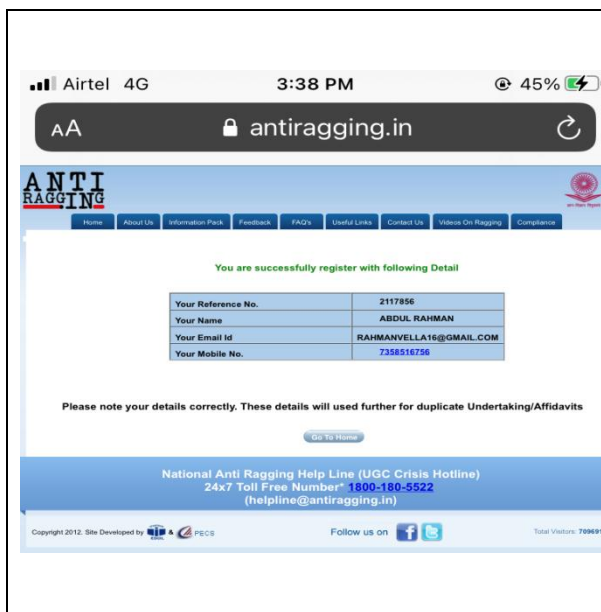 Airtel 4G 3:38 PM 45%
AA antiragging.in
ANTI
RAGGING
Home About Us Information Pack Feedback FAQ's Useful Links Contact Us Videos On Ragging Compliance
You are successfully register with following Detail
Your Reference No. 2117856
Your Name ABDUL RAHMAN
Your Email Id RAHMANVELLA16@GMAIL.COM
Your Mobile No. 7358516756
Please note your details correctly. These details will used further for duplicate Undertaking/Affidavits
Go To Home
National Anti Ragging Help Line (UGC Crisis Hotline)
24x7 Toll Free Number* 1800-180-5522
(helpline@antiragging.in)
Copyright 2012. Site Developed by & PECS Follow us on Total Visitors: 709691